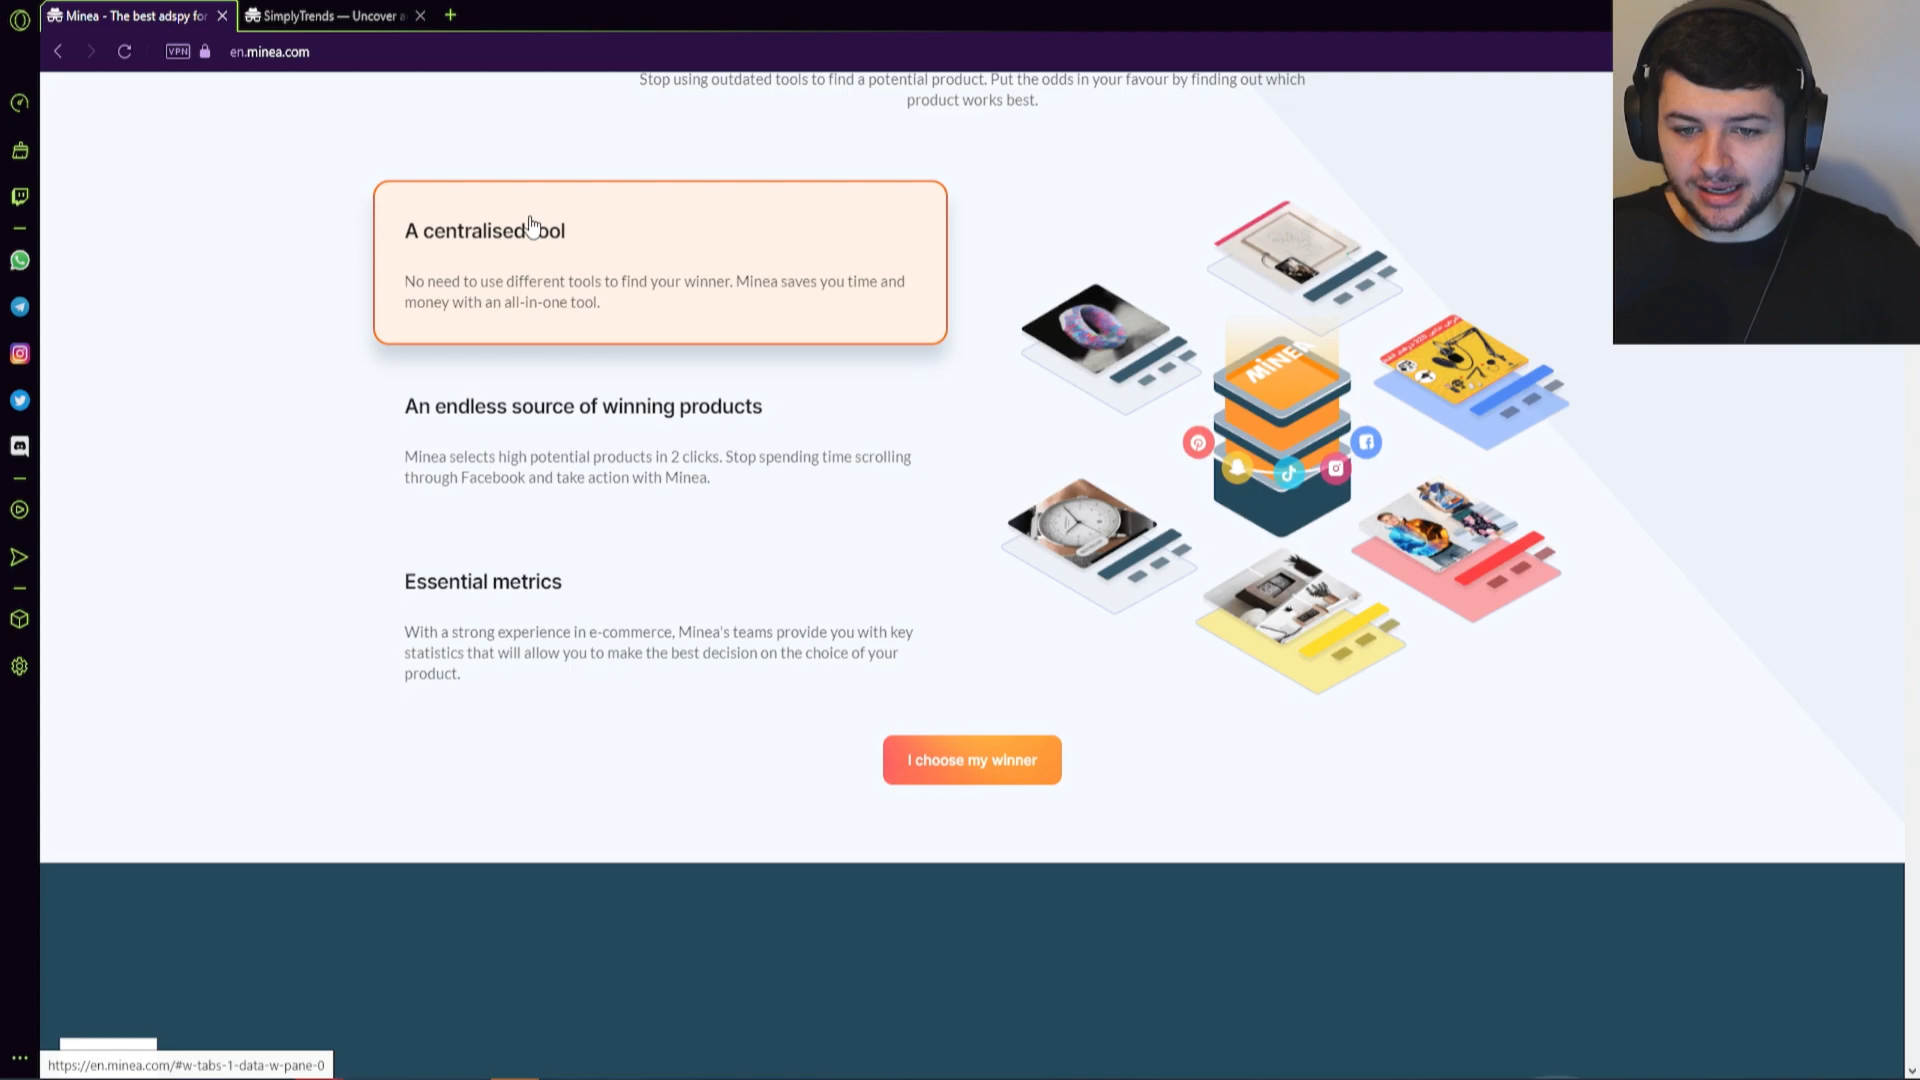 Minea - The best adspy for
SimplyTrends — Uncover a
VPN
en.minea.com
Stop using outdated tools to find a potential product. Put the odds in your favour by finding out which
product works best.
A centralised tool
No need to use different tools to find your winner. Minea saves you time and
money with an all-in-one tool.
An endless source of winning products
Minea selects high potential products in 2 clicks. Stop spending time scrolling
through Facebook and take action with Minea.
Essential metrics
With a strong experience in e-commerce, Minea's teams provide you with key
statistics that will allow you to make the best decision on the choice of your
product.
MINEA
I choose my winner
https://en.minea.com/#w-tabs-1-data-w-pane-0